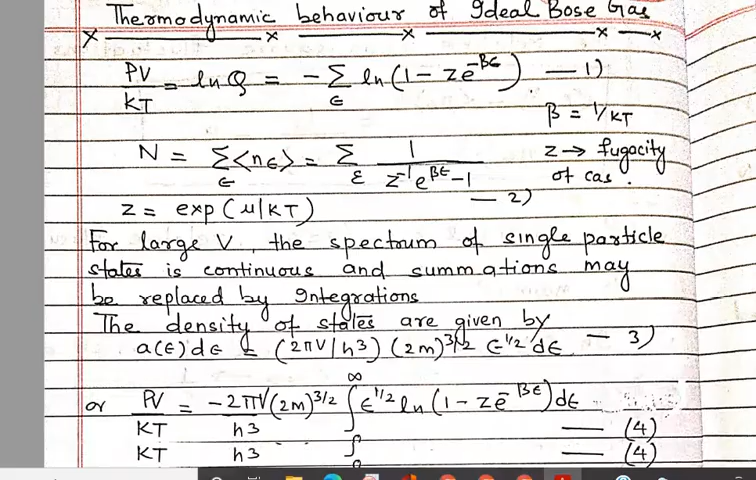 Thermodynamic behaviour of Ideal Bose Gas
PV/KT = ln Q = - Σ_ϵ ln (1 - ze^{-βϵ}) — 1)
β = 1/KT
N = Σ_ϵ <n_ϵ> = Σ_ε 1/(z^{-1}e^{βϵ} - 1) — 2)
z → fugacity
of cas.
z = exp(μ/KT)
For large V, the spectrum of single particle
states is continuous and summations may
be replaced by Integrations
The density of states are given by
a(ϵ)dϵ = (2πV/h³) (2m)^{3/2} ϵ^{1/2} dϵ — 3)
or PV/KT = -2πV(2m)^{3/2}/h3 ∫^∞ ϵ^{1/2} ln (1 - ze^{-βϵ}) dϵ — (4)
KT h3 ∫ — (4)